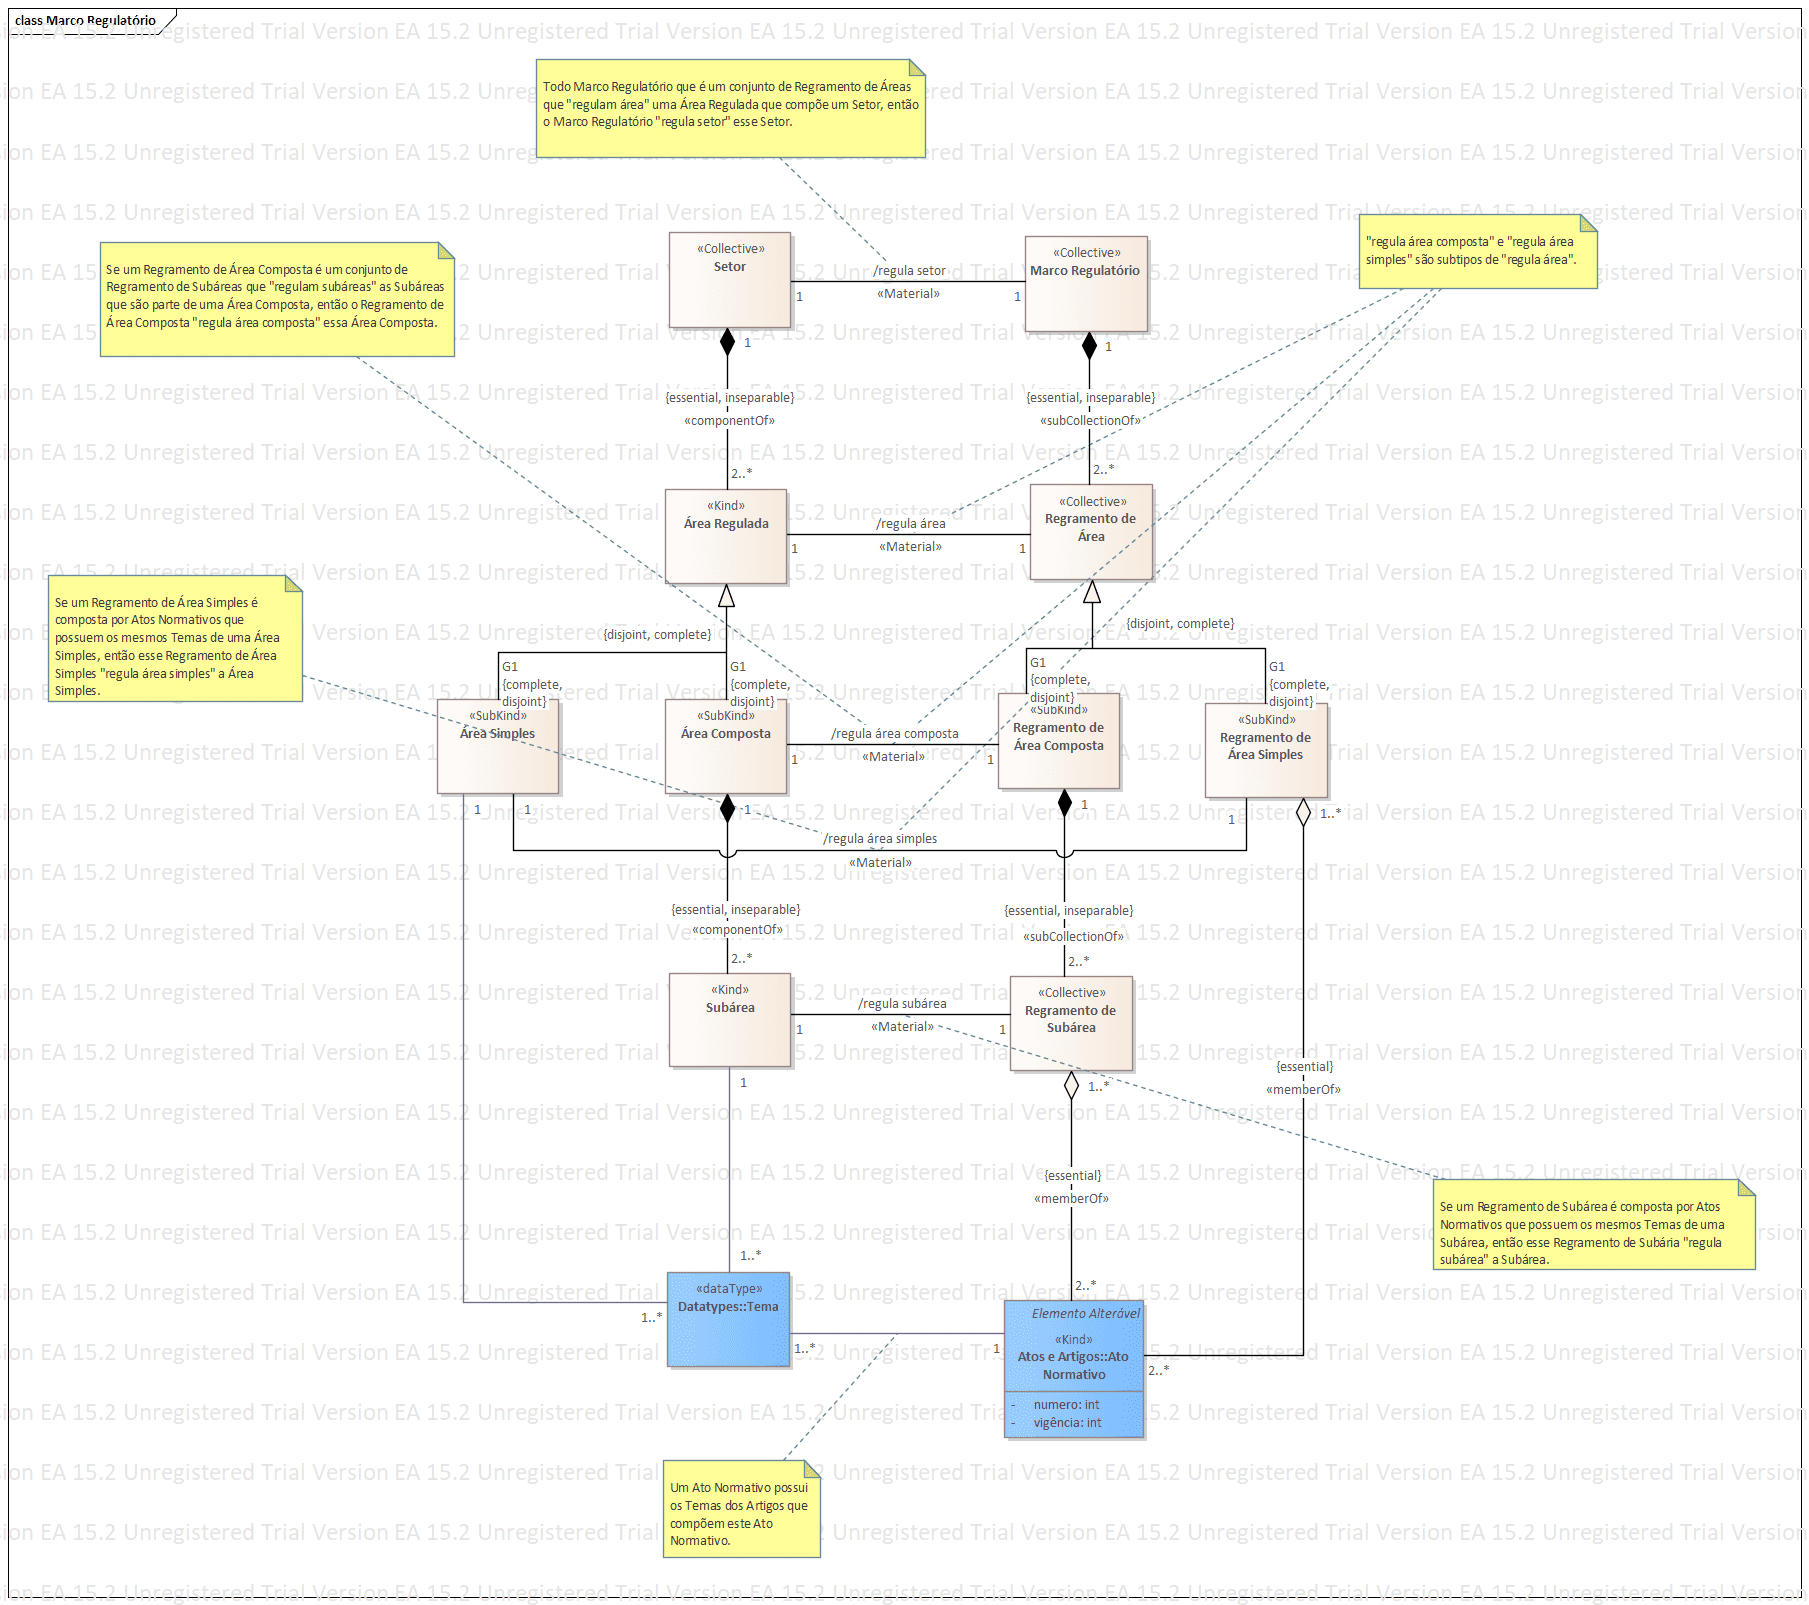 class Marco Regulatório
Todo Marco Regulatório que é um conjunto de Regramento de Áreas
que "regulam área" uma Área Regulada que compõe um Setor, então
o Marco Regulatório "regula setor" esse Setor.
"regula área composta" e "regula área
simples" são subtipos de "regula área".
Se um Regramento de Área Composta é um conjunto de
Regramento de Subáreas que "regulam subáreas" as Subáreas
que são parte de uma Área Composta, então o Regramento de
Área Composta "regula área composta" essa Área Composta.
«Collective»
Setor
/regula setor
«Material»
1
1
«Collective»
Marco Regulatório
1
{essential, inseparable}
«componentOf»
2..*
1
{essential, inseparable}
«subCollectionOf»
2..*
«Kind»
Área Regulada
/regula área
«Material»
1
1
«Collective»
Regramento de
Área
Se um Regramento de Área Simples é
composta por Atos Normativos que
possuem os mesmos Temas de uma Área
Simples, então esse Regramento de Área
Simples "regula área simples" a Área
Simples.
{disjoint, complete}
G1
{complete,
disjoint}
G1
{complete,
disjoint}
{disjoint, complete}
G1
{complete,
disjoint}
G1
{complete,
disjoint}
«SubKind»
Área Simples
«SubKind»
Área Composta
/regula área composta
«Material»
1
1
«SubKind»
Regramento de
Área Composta
«SubKind»
Regramento de
Área Simples
1
1
1
1
1
1..*
/regula área simples
«Material»
{essential, inseparable}
«componentOf»
2..*
{essential, inseparable}
«subCollectionOf»
2..*
«Kind»
Subárea
/regula subárea
«Material»
1
1
«Collective»
Regramento de
Subárea
1
1..*
{essential}
«memberOf»
{essential}
«memberOf»
Se um Regramento de Subárea é composta por Atos
Normativos que possuem os mesmos Temas de uma
Subárea, então esse Regramento de Subária "regula
subárea" a Subárea.
1..*
2..*
«dataType»
Datatypes::Tema
1..*
1..*
1
Elemento Alterável
«Kind»
Atos e Artigos::Ato
Normativo
- numero: int
- vigência: int
2..*
Um Ato Normativo possui
os Temas dos Artigos que
compõem este Ato
Normativo.
EA 15.2 Unregistered Trial Version